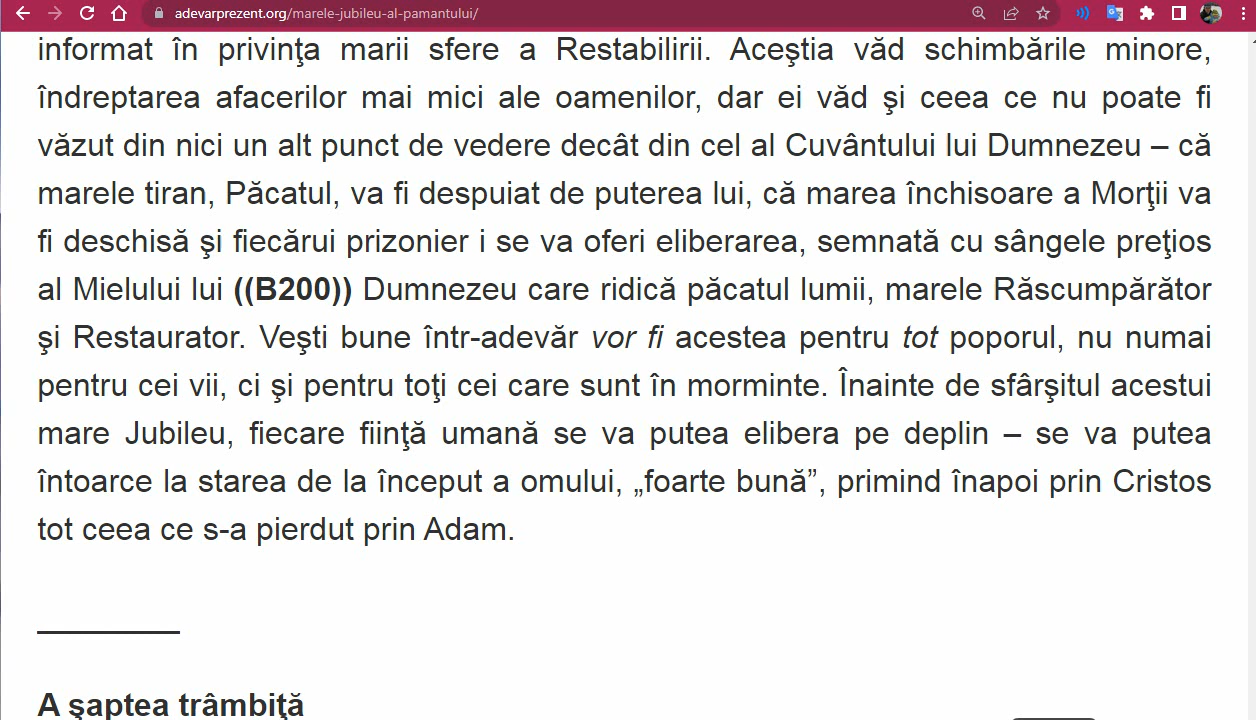 adevarprezent.org/marele-jubileu-al-pamantului/
informat în privinţa marii sfere a Restabilirii. Aceştia văd schimbările minore,
îndreptarea afacerilor mai mici ale oamenilor, dar ei văd şi ceea ce nu poate fi
văzut din nici un alt punct de vedere decât din cel al Cuvântului lui Dumnezeu – că
marele tiran, Păcatul, va fi despuiat de puterea lui, că marea închisoare a Morţii va
fi deschisă şi fiecărui prizonier i se va oferi eliberarea, semnată cu sângele preţios
al Mielului lui ((B200)) Dumnezeu care ridică păcatul lumii, marele Răscumpărător
şi Restaurator. Veşti bune într-adevăr vor fi acestea pentru tot poporul, nu numai
pentru cei vii, ci şi pentru toţi cei care sunt în morminte. Înainte de sfârşitul acestui
mare Jubileu, fiecare fiinţă umană se va putea elibera pe deplin – se va putea
întoarce la starea de la început a omului, „foarte bună”, primind înapoi prin Cristos
tot ceea ce s-a pierdut prin Adam.
A şaptea trâmbiţă